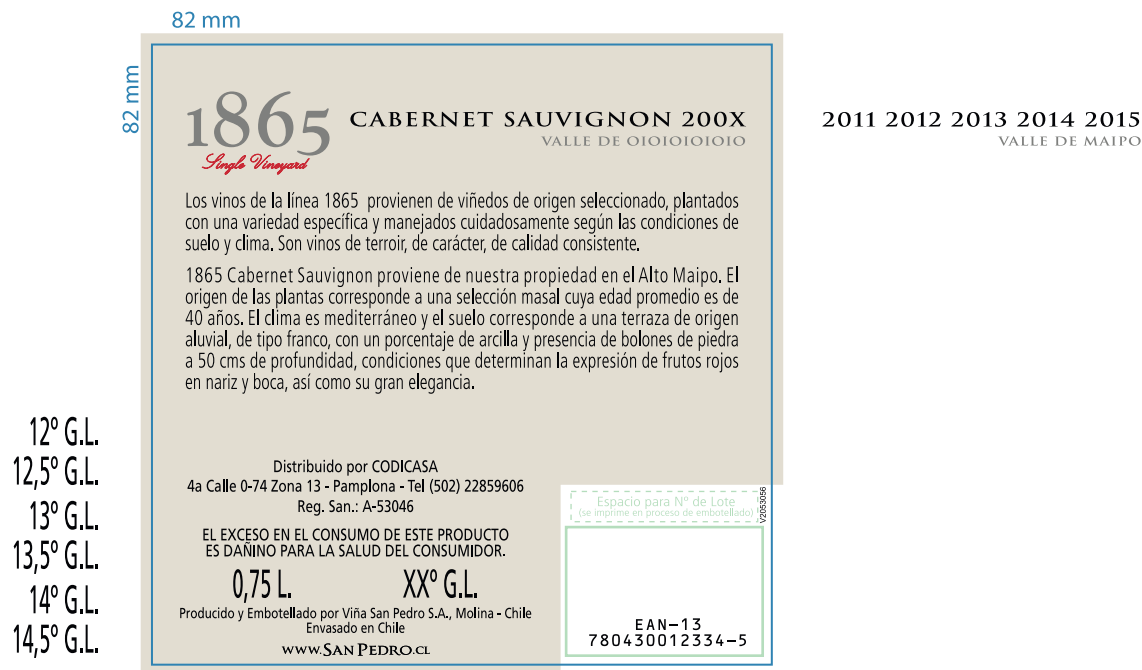 82 mm
82 mm
1865
Single Vineyard
CABERNET SAUVIGNON 200X
VALLE DE OIOIOIOIOIO
2011 2012 2013 2014 2015
VALLE DE MAIPO
Los vinos de la línea 1865 provienen de viñedos de origen seleccionado, plantados
con una variedad específica y manejados cuidadosamente según las condiciones de
suelo y clima. Son vinos de terroir, de carácter, de calidad consistente.
1865 Cabernet Sauvignon proviene de nuestra propiedad en el Alto Maipo. El
origen de las plantas corresponde a una selección masal cuya edad promedio es de
40 años. El clima es mediterráneo y el suelo corresponde a una terraza de origen
aluvial, de tipo franco, con un porcentaje de arcilla y presencia de bolones de piedra
a 50 cms de profundidad, condiciones que determinan la expresión de frutos rojos
en nariz y boca, así como su gran elegancia.
12º G.L.
12,5º G.L.
13º G.L.
13,5º G.L.
14º G.L.
14,5º G.L.
Distribuido por CODICASA
4a Calle 0-74 Zona 13 - Pamplona - Tel (502) 22859606
Reg. San.: A-53046
EL EXCESO EN EL CONSUMO DE ESTE PRODUCTO
ES DAÑINO PARA LA SALUD DEL CONSUMIDOR.
0,75 L. XXº G.L.
Producido y Embotellado por Viña San Pedro S.A., Molina - Chile
Envasado en Chile
WWW.SAN PEDRO.CL
Espacio para Nº de Lote
(se imprime en proceso de embotellado)
V2053056
EAN-13
780430012334-5